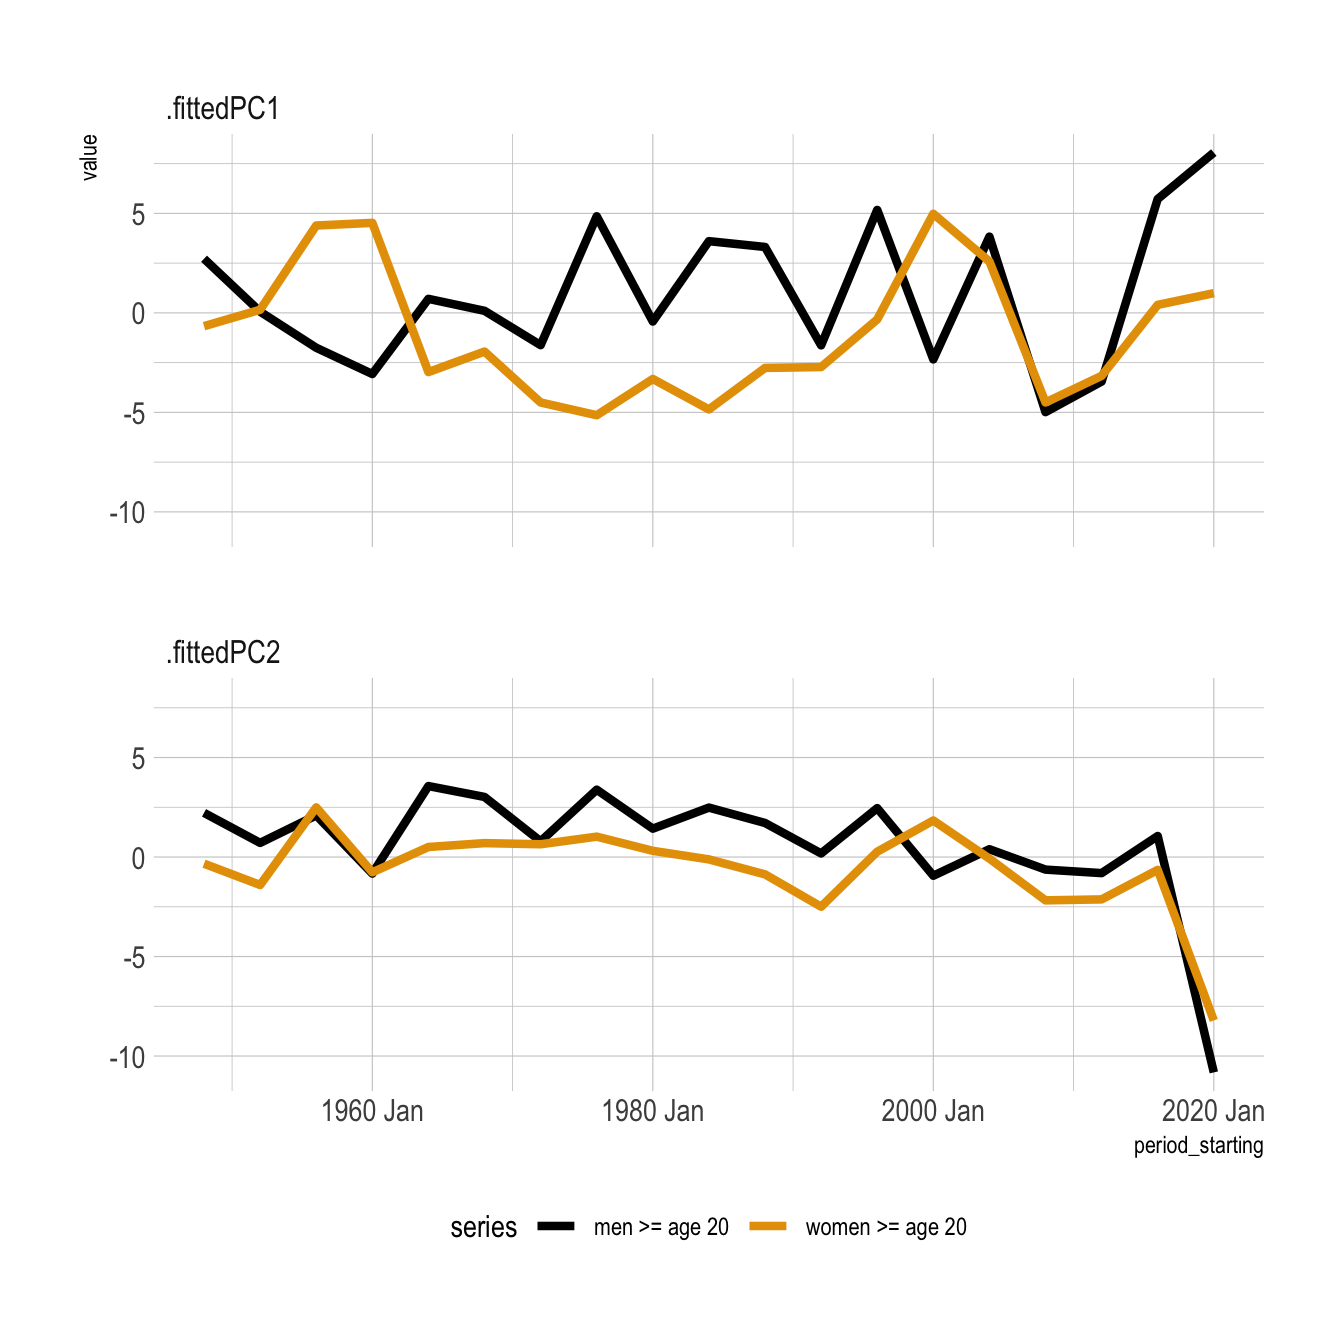 .fittedPC1
value
5
0
-5
-10
.fittedPC2
5
0
-5
-10
1960 Jan 1980 Jan 2000 Jan 2020 Jan
period_starting
series men >= age 20 women >= age 20